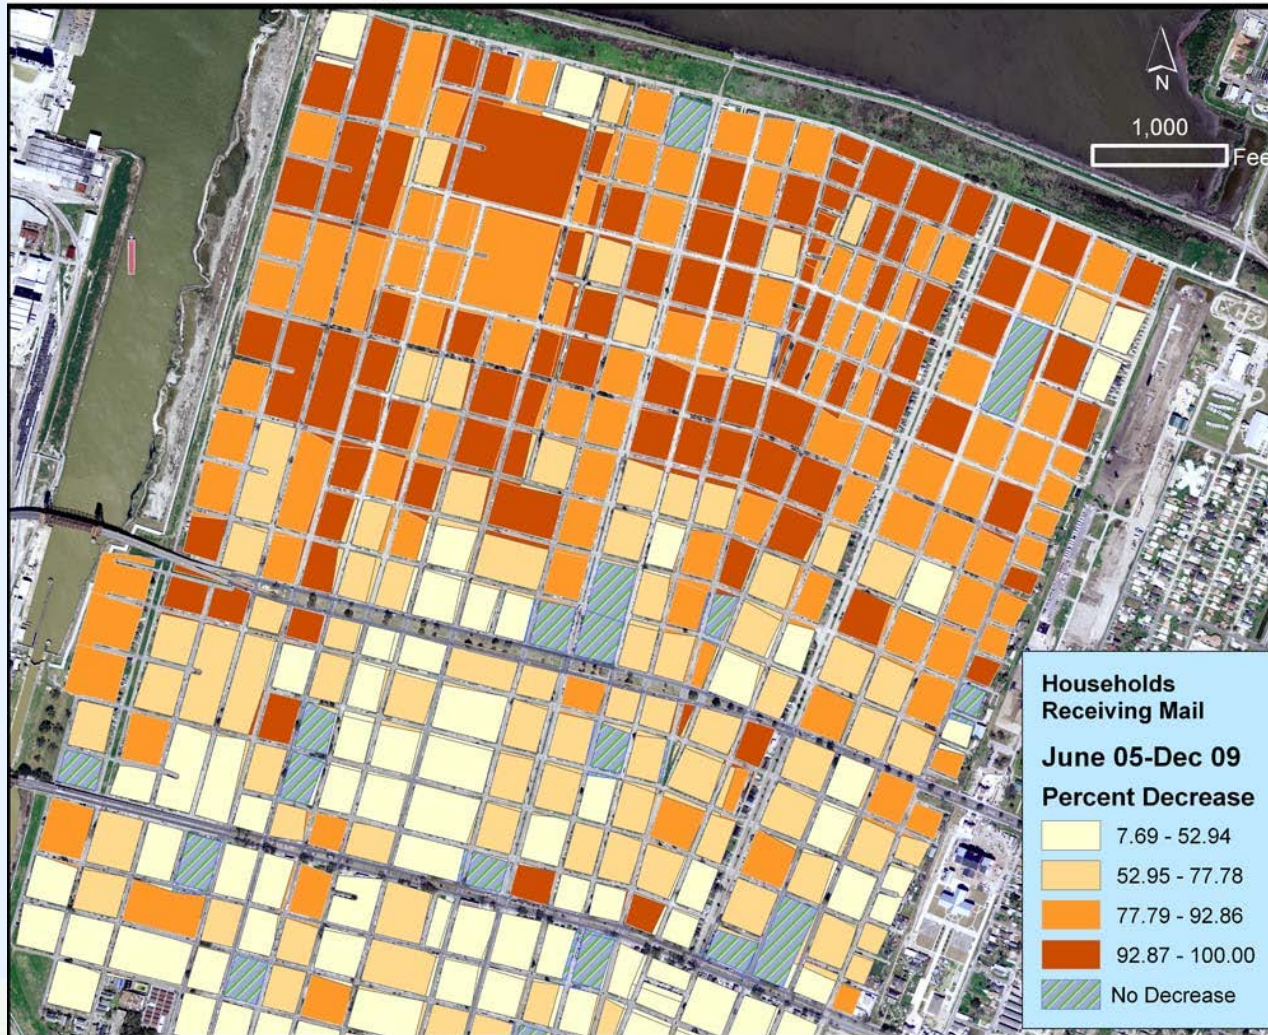 N
1,000
Fee
Households
Receiving Mail
June 05-Dec 09
Percent Decrease
7.69 - 52.94
52.95 - 77.78
77.79 - 92.86
92.87 - 100.00
No Decrease